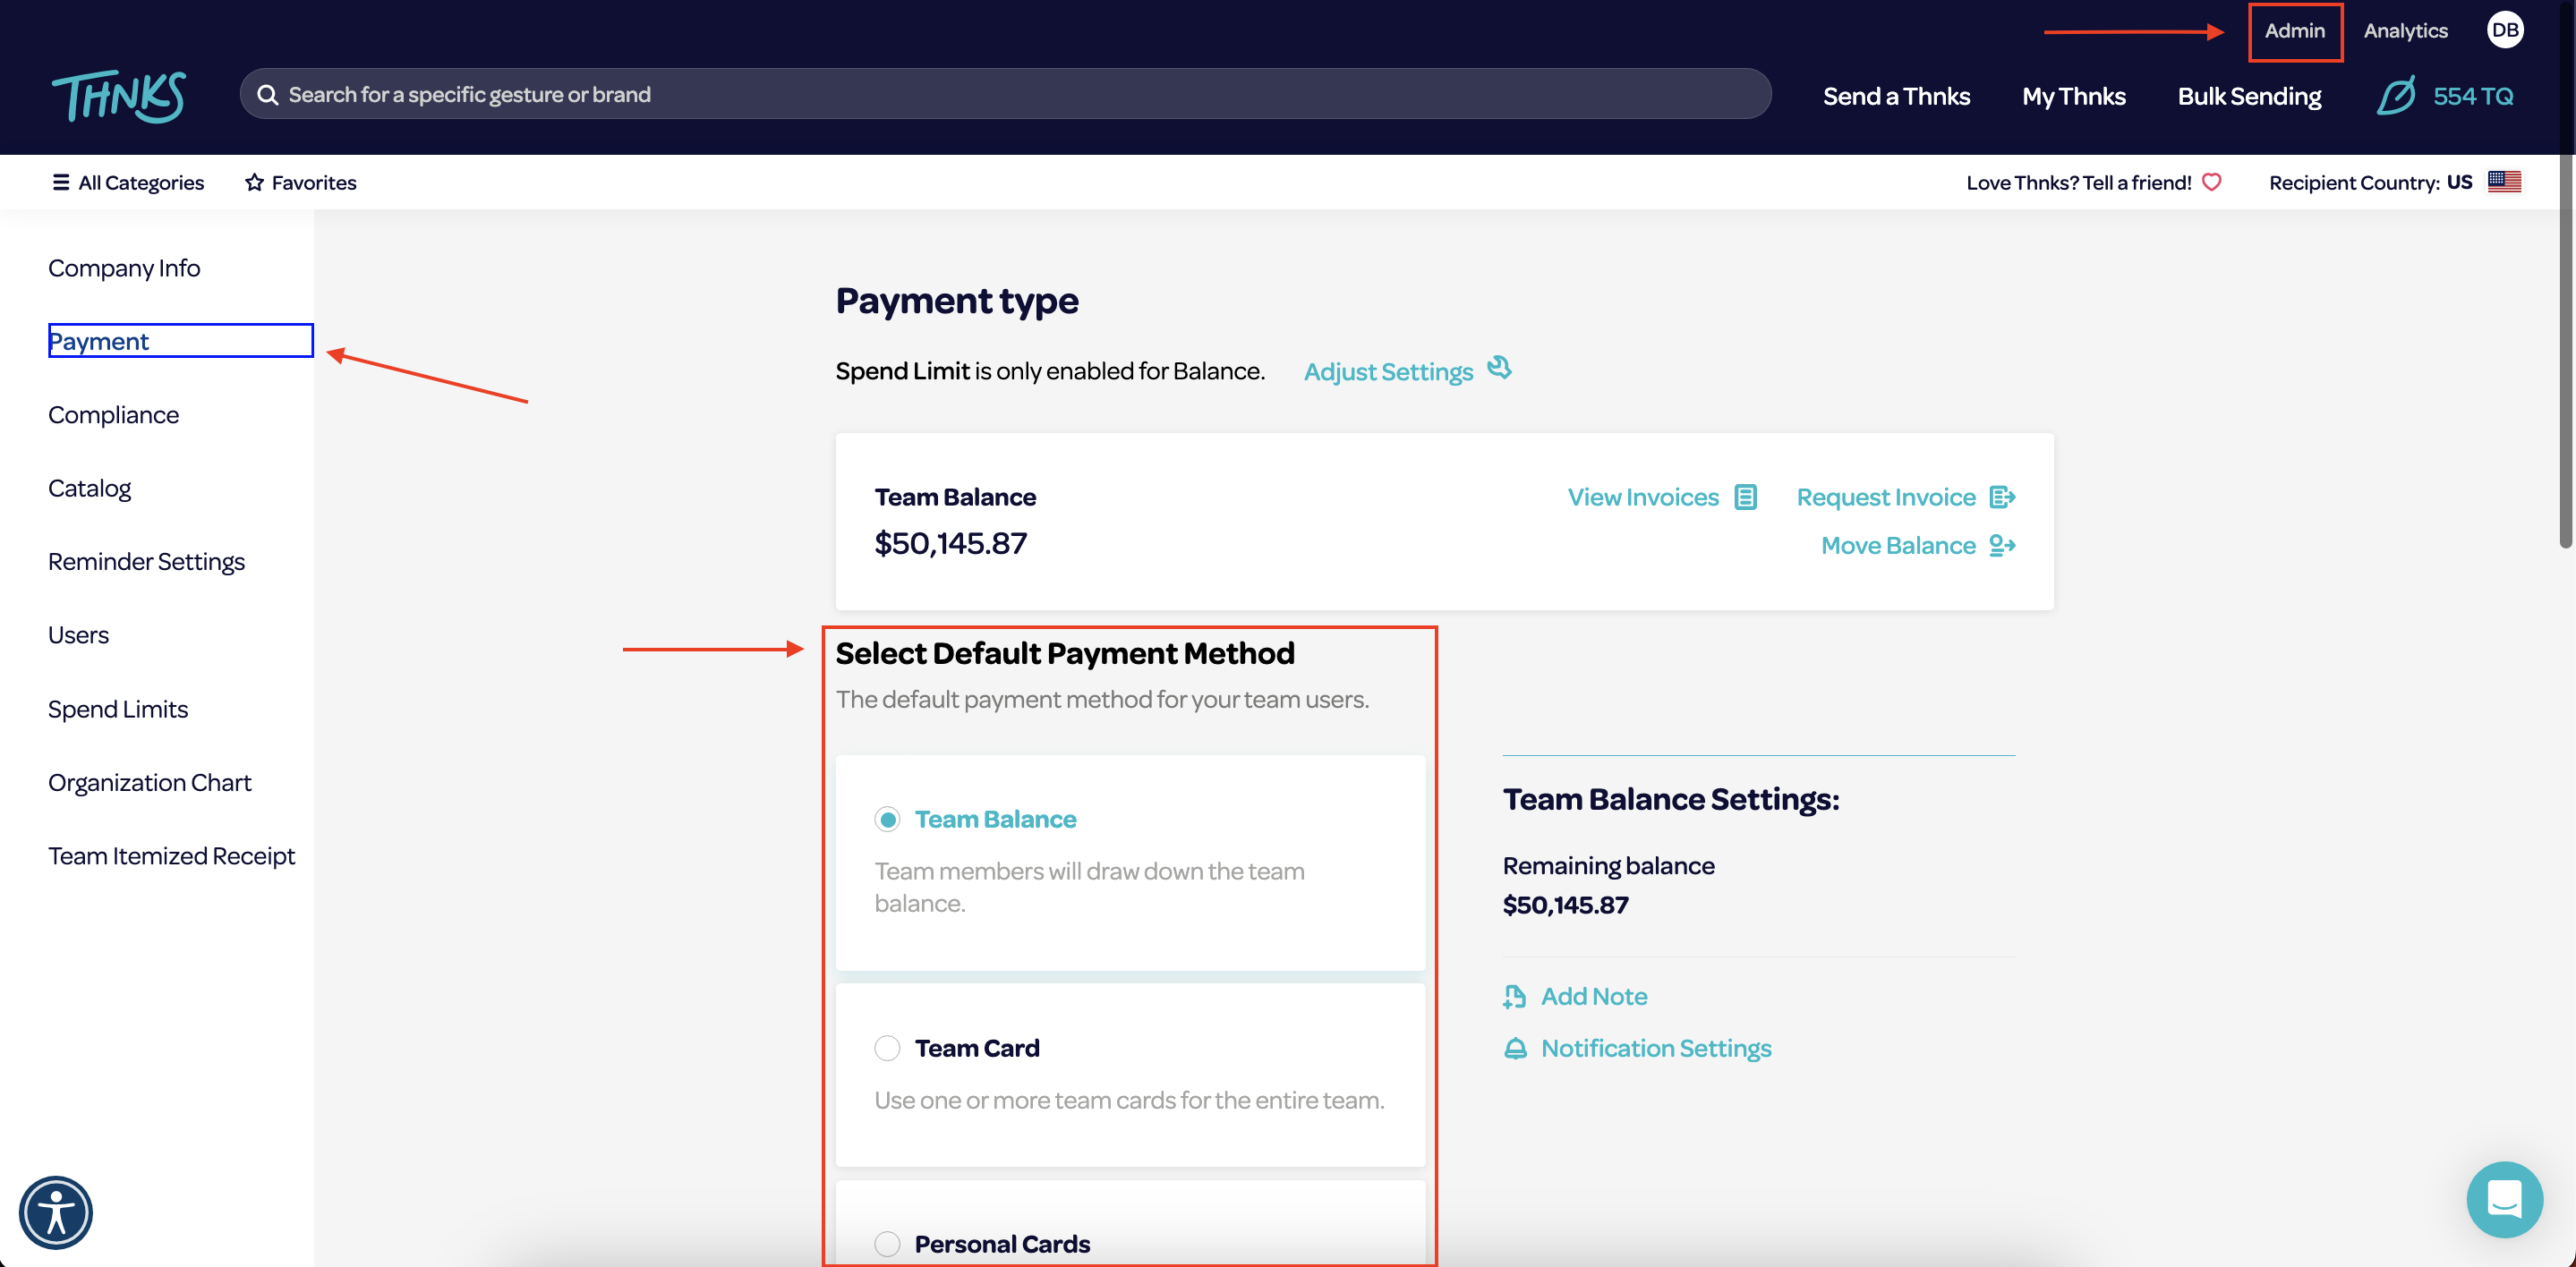 Admin
Analytics
DB
THNKS
Search for a specific gesture or brand
Send a Thnks
My Thnks
Bulk Sending
554 TQ
All Categories
Favorites
Love Thnks? Tell a friend!
Recipient Country: US
Company Info
Payment
Compliance
Catalog
Reminder Settings
Users
Spend Limits
Organization Chart
Team Itemized Receipt
Payment type
Spend Limit is only enabled for Balance.
Adjust Settings
Team Balance
$50,145.87
View Invoices
Request Invoice
Move Balance
Select Default Payment Method
The default payment method for your team users.
Team Balance
Team members will draw down the team
balance.
Team Card
Use one or more team cards for the entire team.
Personal Cards
Team Balance Settings:
Remaining balance
$50,145.87
Add Note
Notification Settings